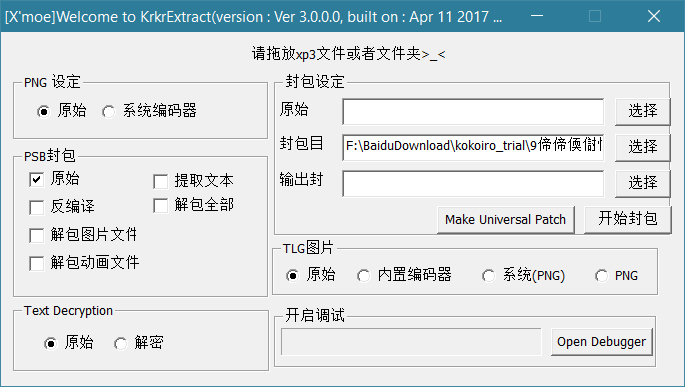 [X'moe]Welcome to KrkrExtract(version : Ver 3.0.0.0, built on : Apr 11 2017 ...
请拖放xp3文件或者文件夹>_<
PNG 设定
原始 系统编码器
PSB封包
原始 提取文本
反编译 解包全部
解包图片文件
解包动画文件
Text Decryption
原始 解密
封包设定
原始 选择
封包目 F:\BaiduDownload\kokoiro_trial\9 选择
输出封 选择
Make Universal Patch 开始封包
TLG图片
原始 内置编码器 系统(PNG) PNG
开启调试
Open Debugger